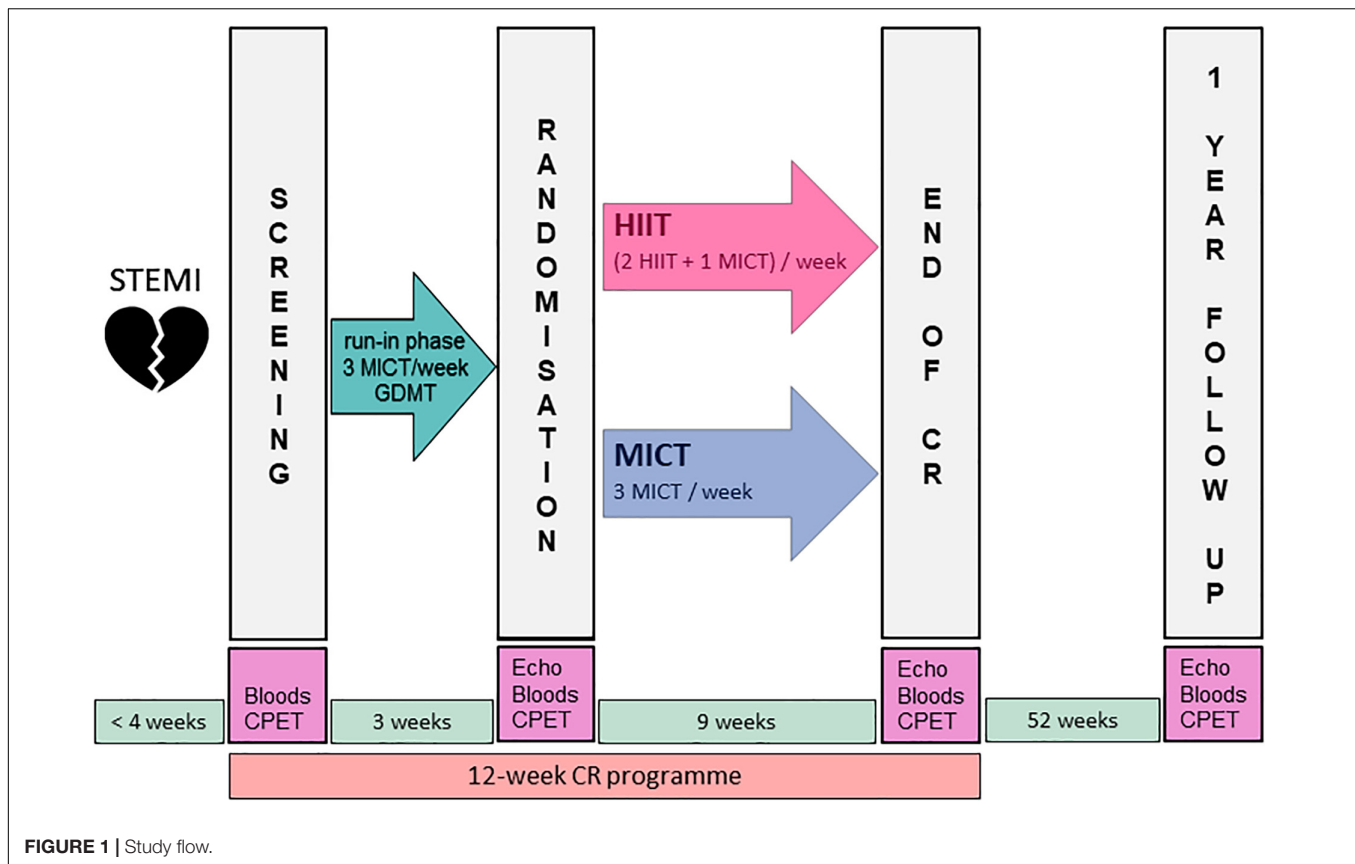 STEMI
SCREENING
run-in phase
3 MICT/week
GDMT
RANDOMISATION
HIIT
(2 HIIT + 1 MICT) / week
MICT
3 MICT / week
END OF CR
1 YEAR FOLLOW UP
< 4 weeks
Bloods
CPET
3 weeks
Echo
Bloods
CPET
9 weeks
Echo
Bloods
CPET
52 weeks
Echo
Bloods
CPET
12-week CR programme
FIGURE 1 | Study flow.